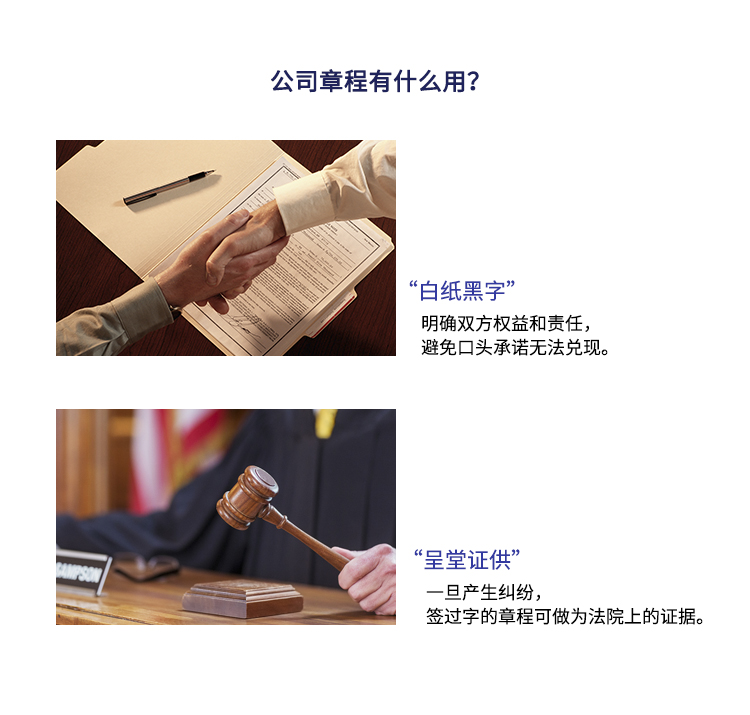 公司章程有什么用？
“白纸黑字”
明确双方权益和责任，
避免口头承诺无法兑现。
SAMPSON
“呈堂证供”
一旦产生纠纷，
签过字的章程可做为法院上的证据。